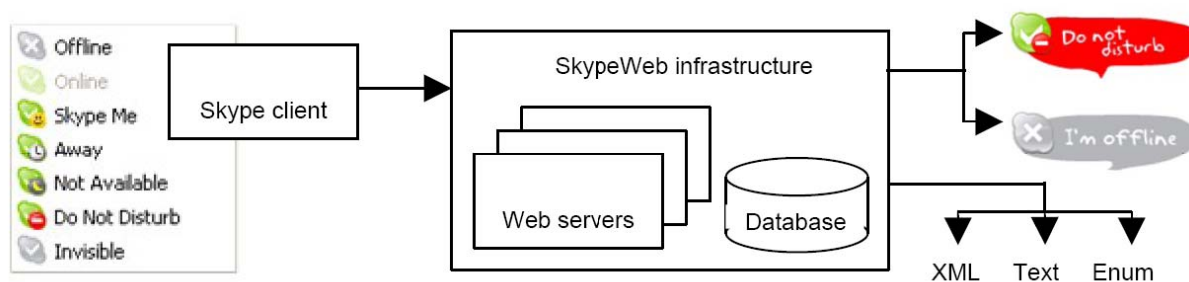 Offline
Online
Skype Me
Away
Not Available
Do Not Disturb
Invisible
Skype client
SkypeWeb infrastructure
Web servers
Database
Do not
disturb
I'm offline
XML
Text
Enum